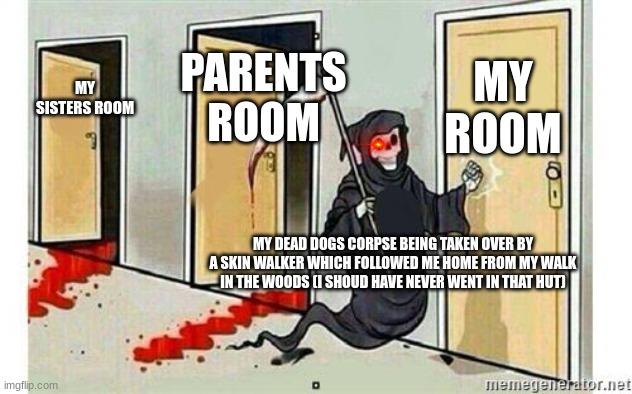 MY
SISTERS ROOM
PARENTS
ROOM
MY
ROOM
MY DEAD DOGS CORPSE BEING TAKEN OVER BY
A SKIN WALKER WHICH FOLLOWED ME HOME FROM MY WALK
IN THE WOODS (I SHOUD HAVE NEVER WENT IN THAT HUT)
imgflip.com
memegenerator.net